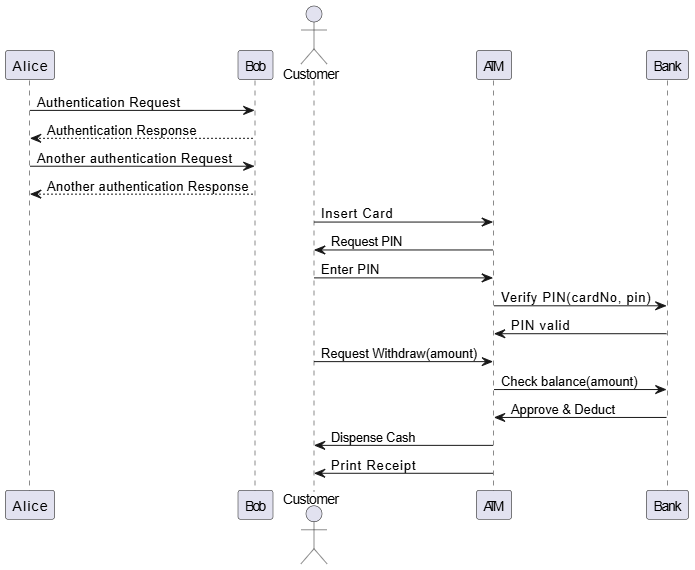 Alice
Bob
Customer
ATM
Bank
Authentication Request
Authentication Response
Another authentication Request
Another authentication Response
Insert Card
Request PIN
Enter PIN
Verify PIN(cardNo, pin)
PIN valid
Request Withdraw(amount)
Check balance(amount)
Approve & Deduct
Dispense Cash
Print Receipt
Alice
Bob
Customer
ATM
Bank